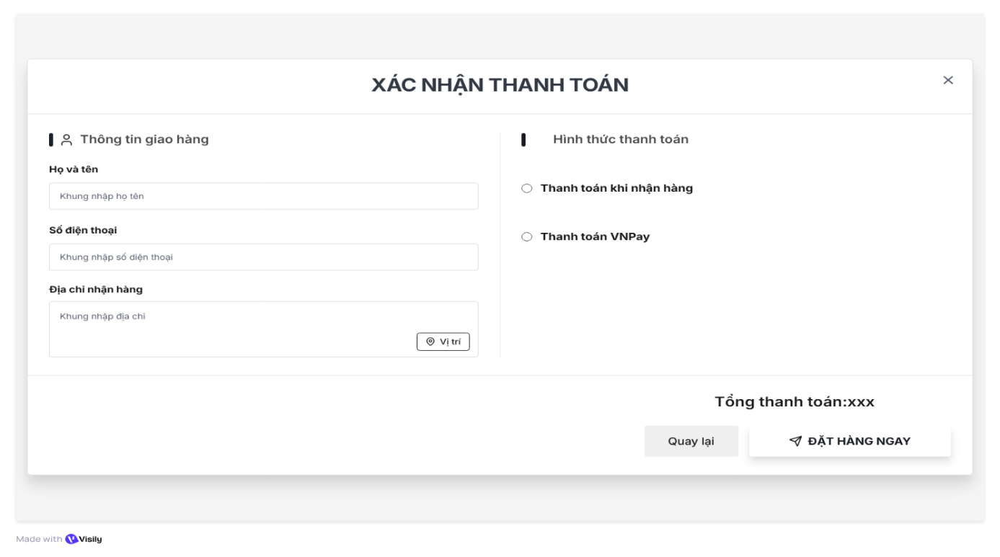 XÁC NHẬN THANH TOÁN
Thông tin giao hàng
Họ và tên
Khung nhập họ tên
Số điện thoại
Khung nhập số diện thoại
Địa chỉ nhận hàng
Khung nhập địa chỉ
Vị trí
Hình thức thanh toán
Thanh toán khi nhận hàng
Thanh toán VNPay
Tổng thanh toán:xxx
Quay lại
ĐẶT HÀNG NGAY
Made with Visily